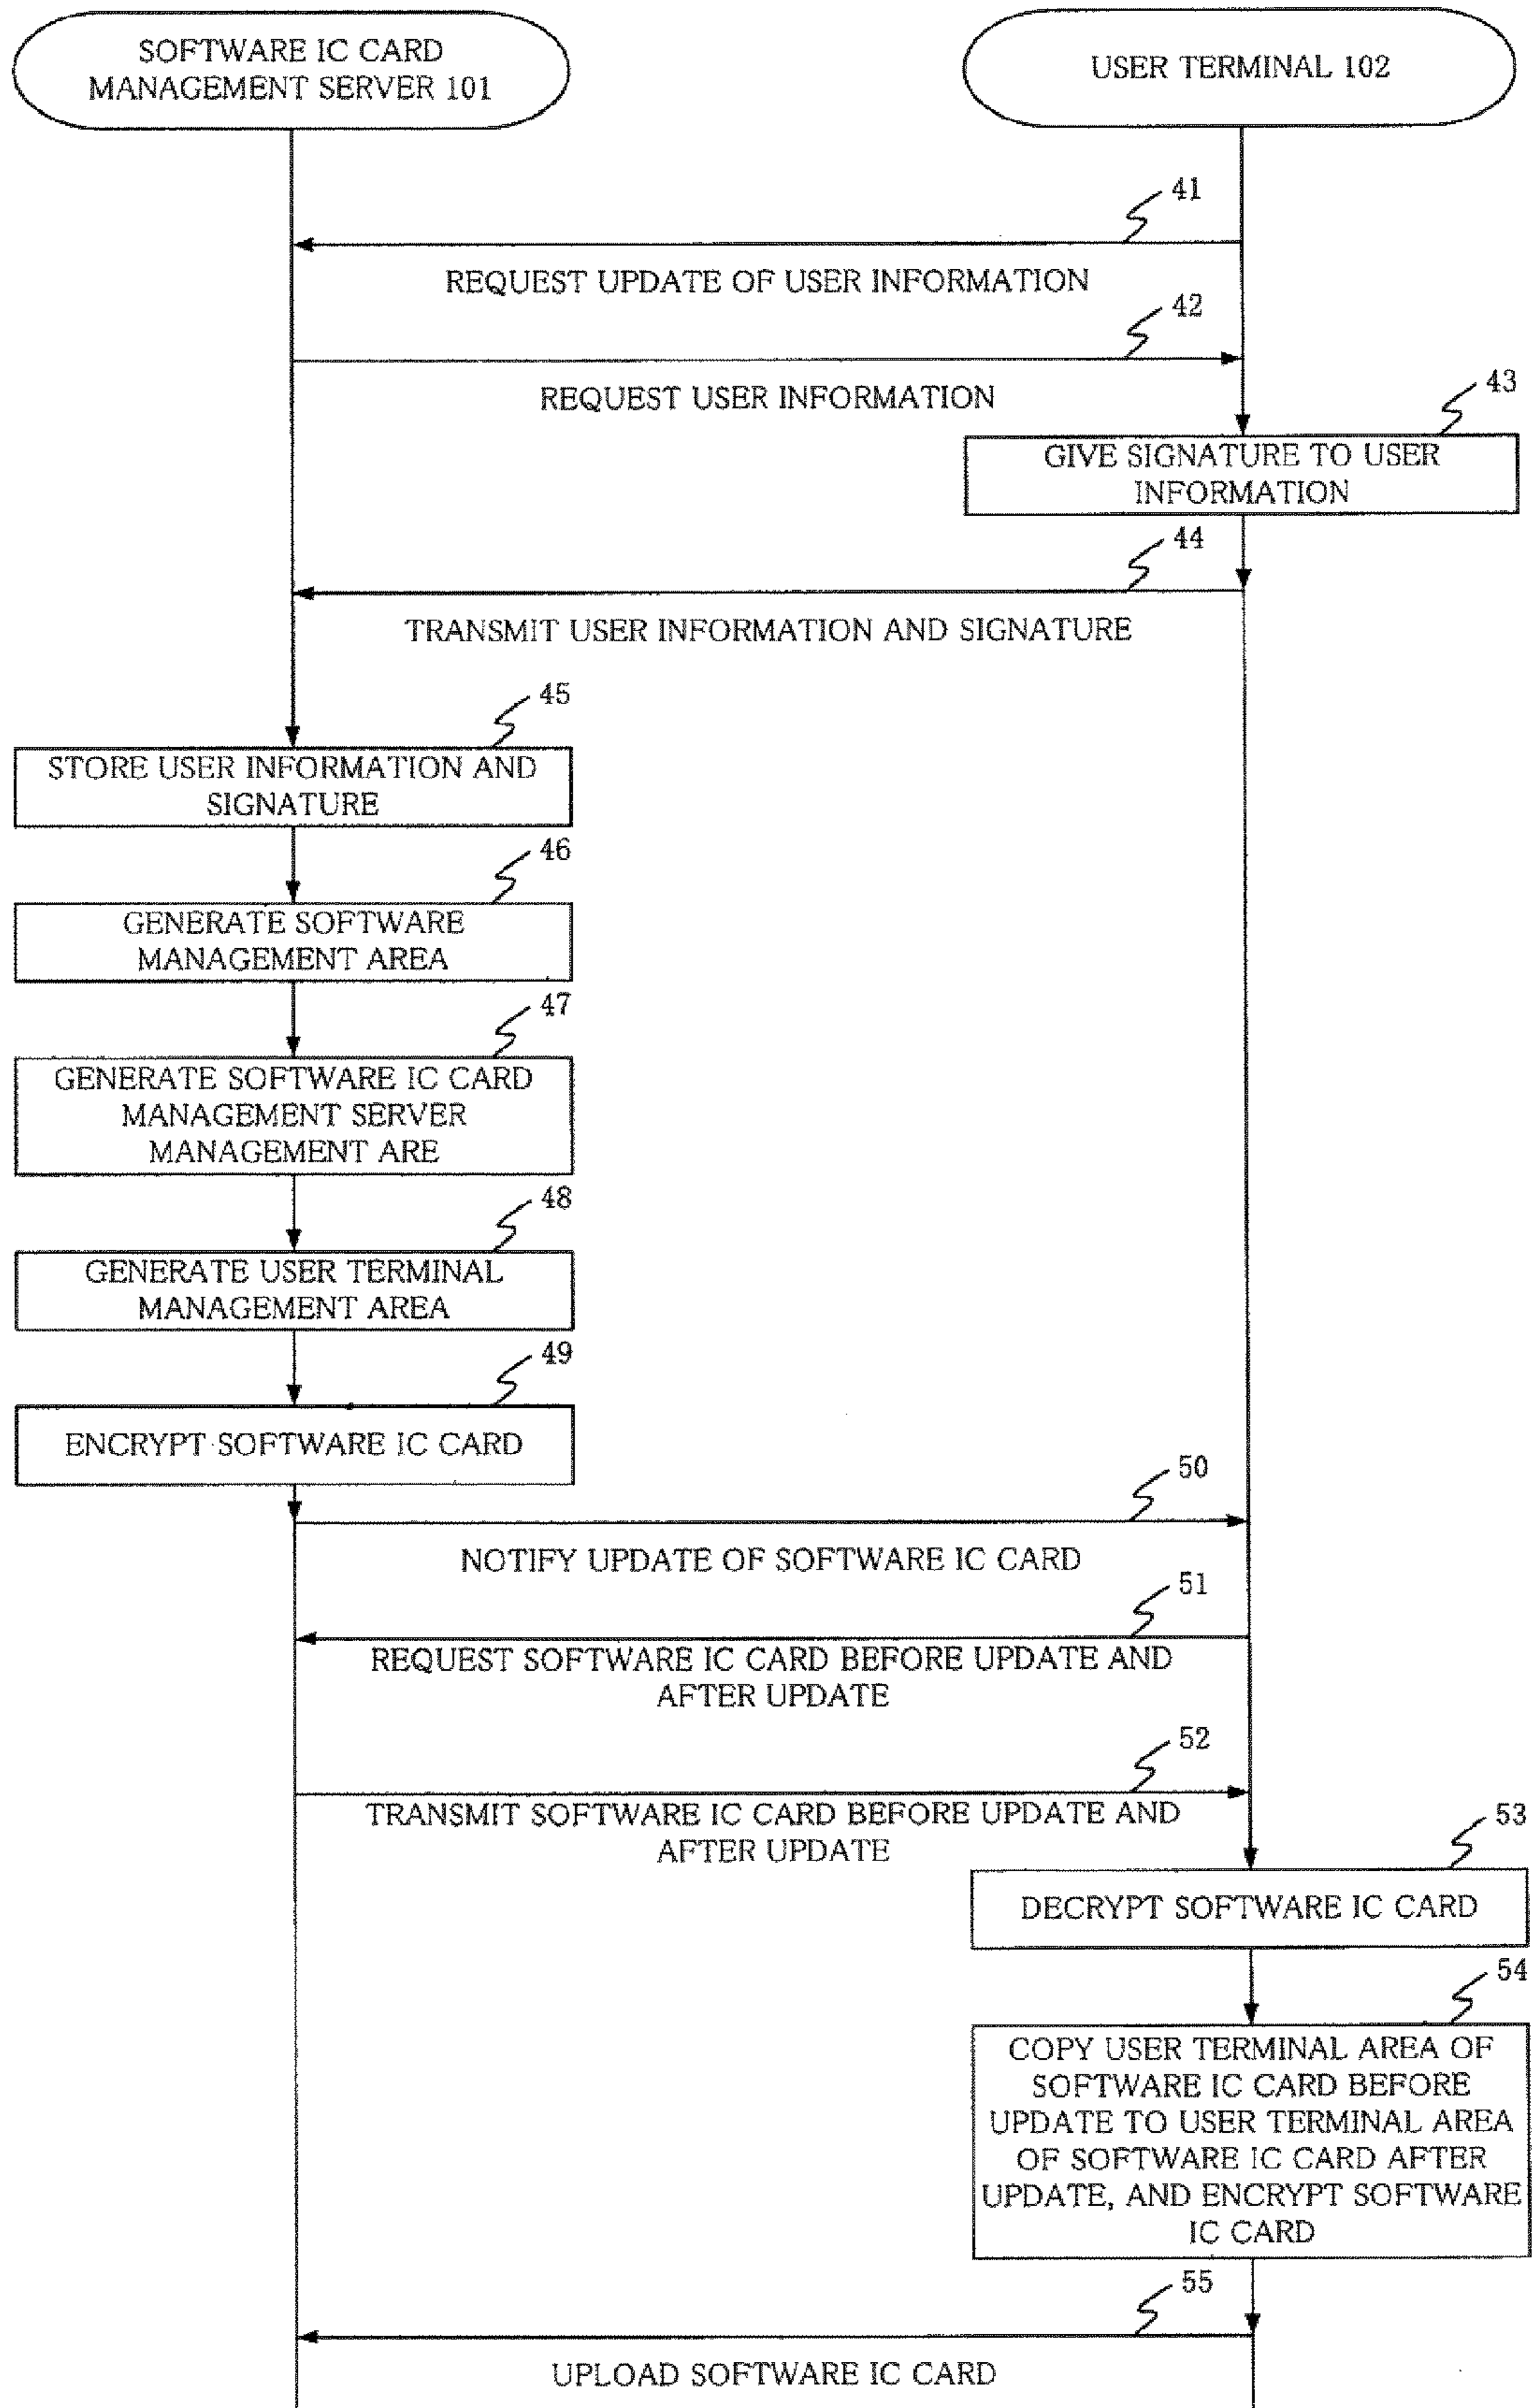 SOFTWARE IC CARD
MANAGEMENT SERVER 101
USER TERMINAL 102
41
REQUEST UPDATE OF USER INFORMATION
42
REQUEST USER INFORMATION
43
GIVE SIGNATURE TO USER
INFORMATION
44
TRANSMIT USER INFORMATION AND SIGNATURE
45
STORE USER INFORMATION AND
SIGNATURE
46
GENERATE SOFTWARE
MANAGEMENT AREA
47
GENERATE SOFTWARE IC CARD
MANAGEMENT SERVER
MANAGEMENT ARE
48
GENERATE USER TERMINAL
MANAGEMENT AREA
49
ENCRYPT SOFTWARE IC CARD
50
NOTIFY UPDATE OF SOFTWARE IC CARD
51
REQUEST SOFTWARE IC CARD BEFORE UPDATE AND
AFTER UPDATE
52
TRANSMIT SOFTWARE IC CARD BEFORE UPDATE AND
AFTER UPDATE
53
DECRYPT SOFTWARE IC CARD
54
COPY USER TERMINAL AREA OF
SOFTWARE IC CARD BEFORE
UPDATE TO USER TERMINAL AREA
OF SOFTWARE IC CARD AFTER
UPDATE, AND ENCRYPT SOFTWARE
IC CARD
55
UPLOAD SOFTWARE IC CARD